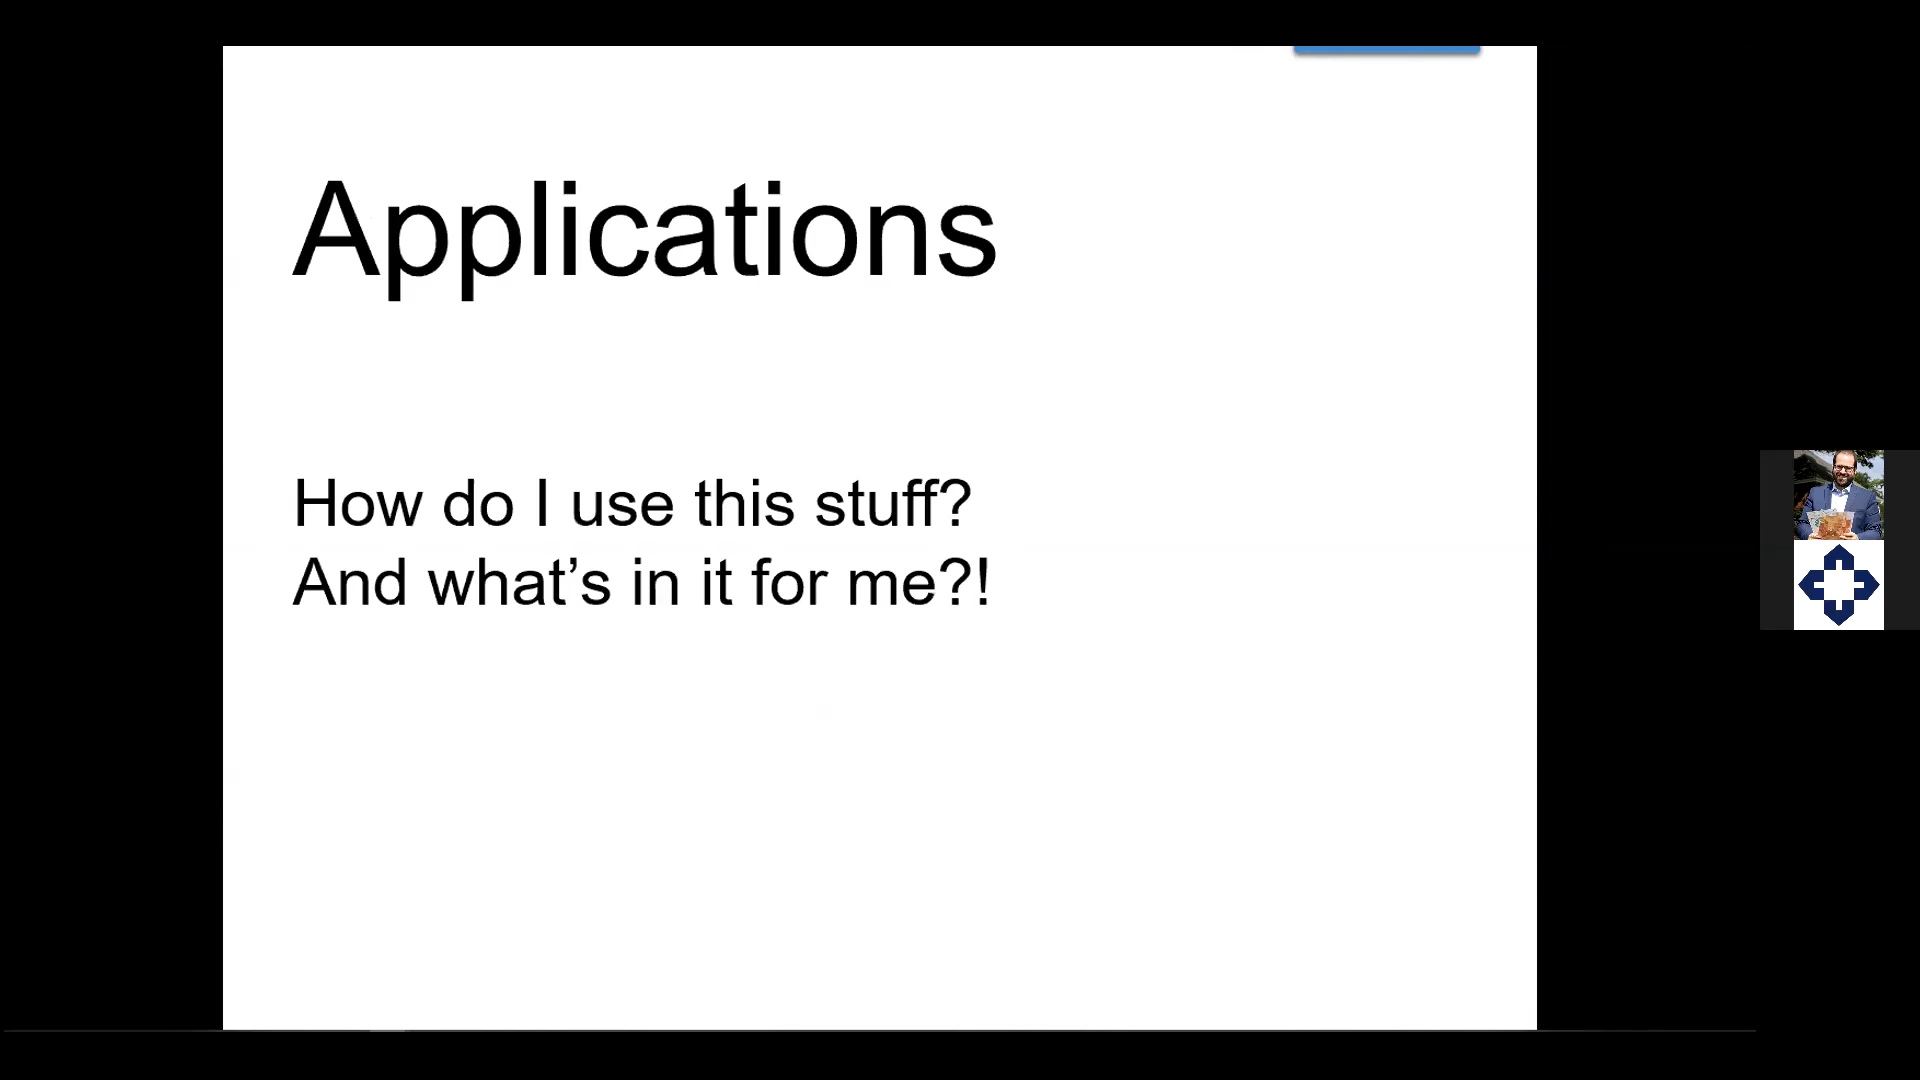 Applications
How do I use this stuff?
And what’s in it for me?!